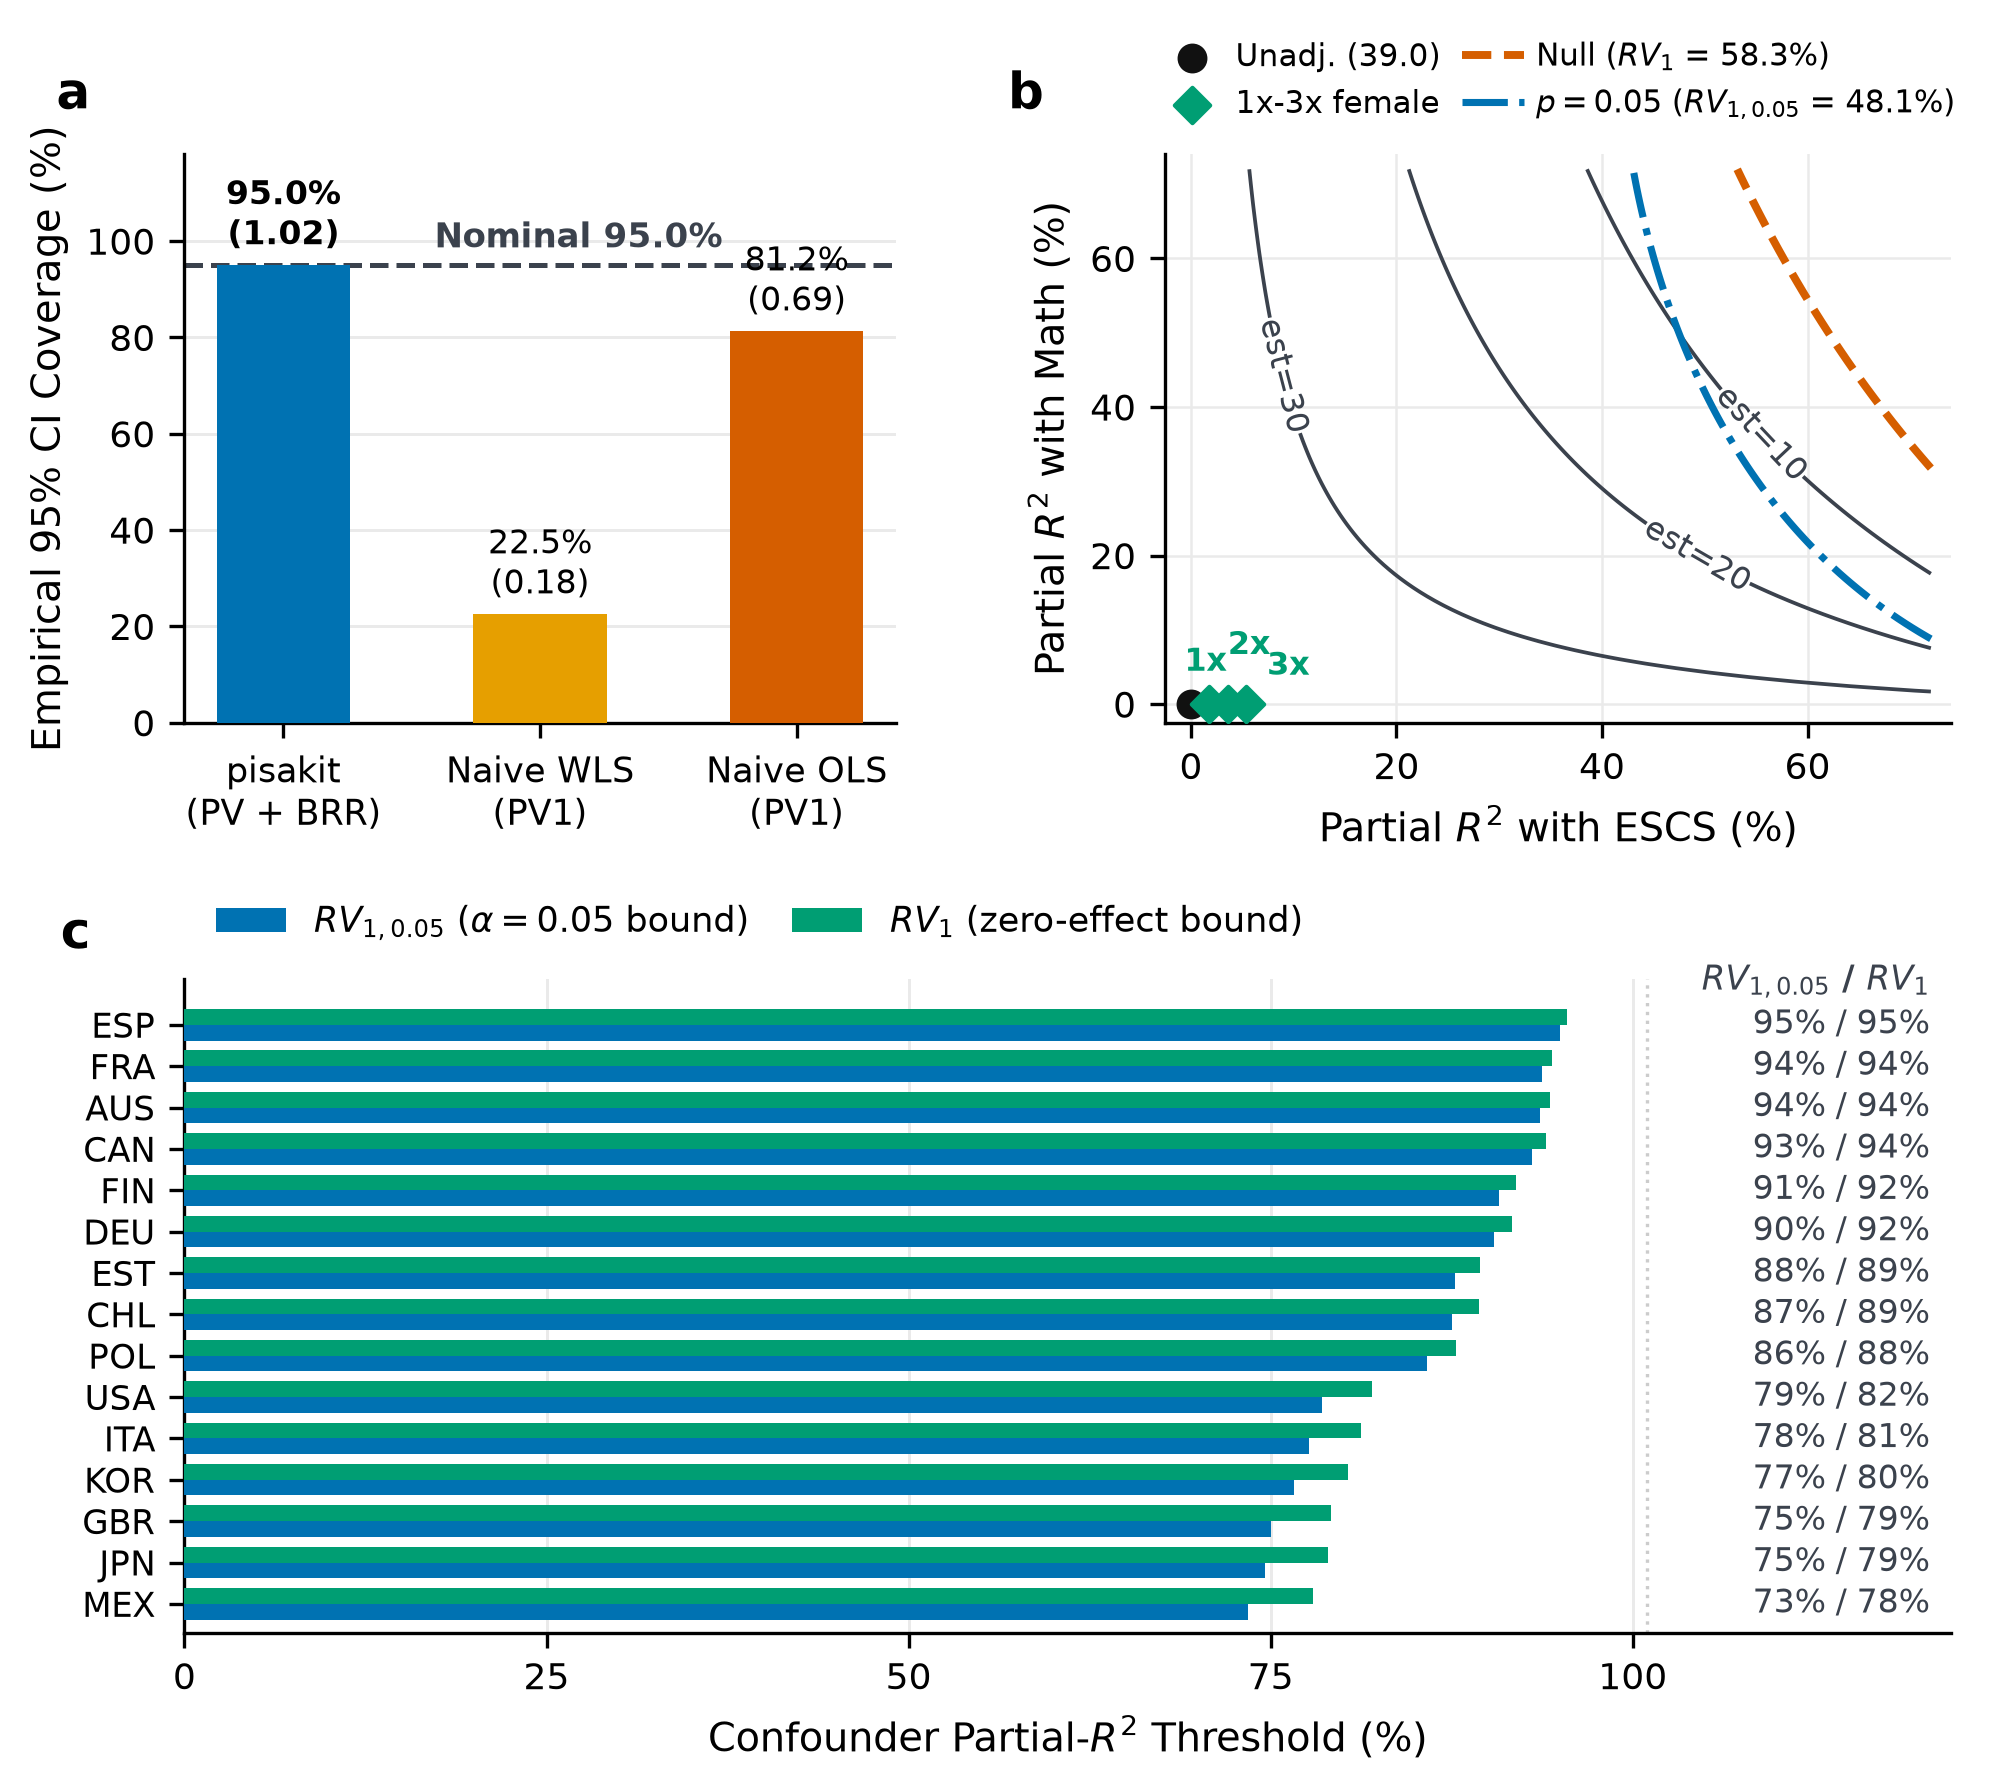 a
Empirical 95% CI Coverage (%)
100
80
60
40
20
0
95.0%
(1.02)
Nominal 95.0%
81.2%
(0.69)
22.5%
(0.18)
pisakit
(PV + BRR)
Naive WLS
(PV1)
Naive OLS
(PV1)
b
Unadj. (39.0)
1x-3x female
Null (RV₁ = 58.3%)
p = 0.05 (RV₁,₀.₀₅ = 48.1%)
Partial R² with Math (%)
60
40
20
0
est=30
est=20
est=10
1x
2x
3x
0
20
40
60
Partial R² with ESCS (%)
c
RV₁,₀.₀₅ (α = 0.05 bound)
RV₁ (zero-effect bound)
RV₁,₀.₀₅ / RV₁
ESP 95% / 95%
FRA 94% / 94%
AUS 94% / 94%
CAN 93% / 94%
FIN 91% / 92%
DEU 90% / 92%
EST 88% / 89%
CHL 87% / 89%
POL 86% / 88%
USA 79% / 82%
ITA 78% / 81%
KOR 77% / 80%
GBR 75% / 79%
JPN 75% / 79%
MEX 73% / 78%
0
25
50
75
100
Confounder Partial-R² Threshold (%)